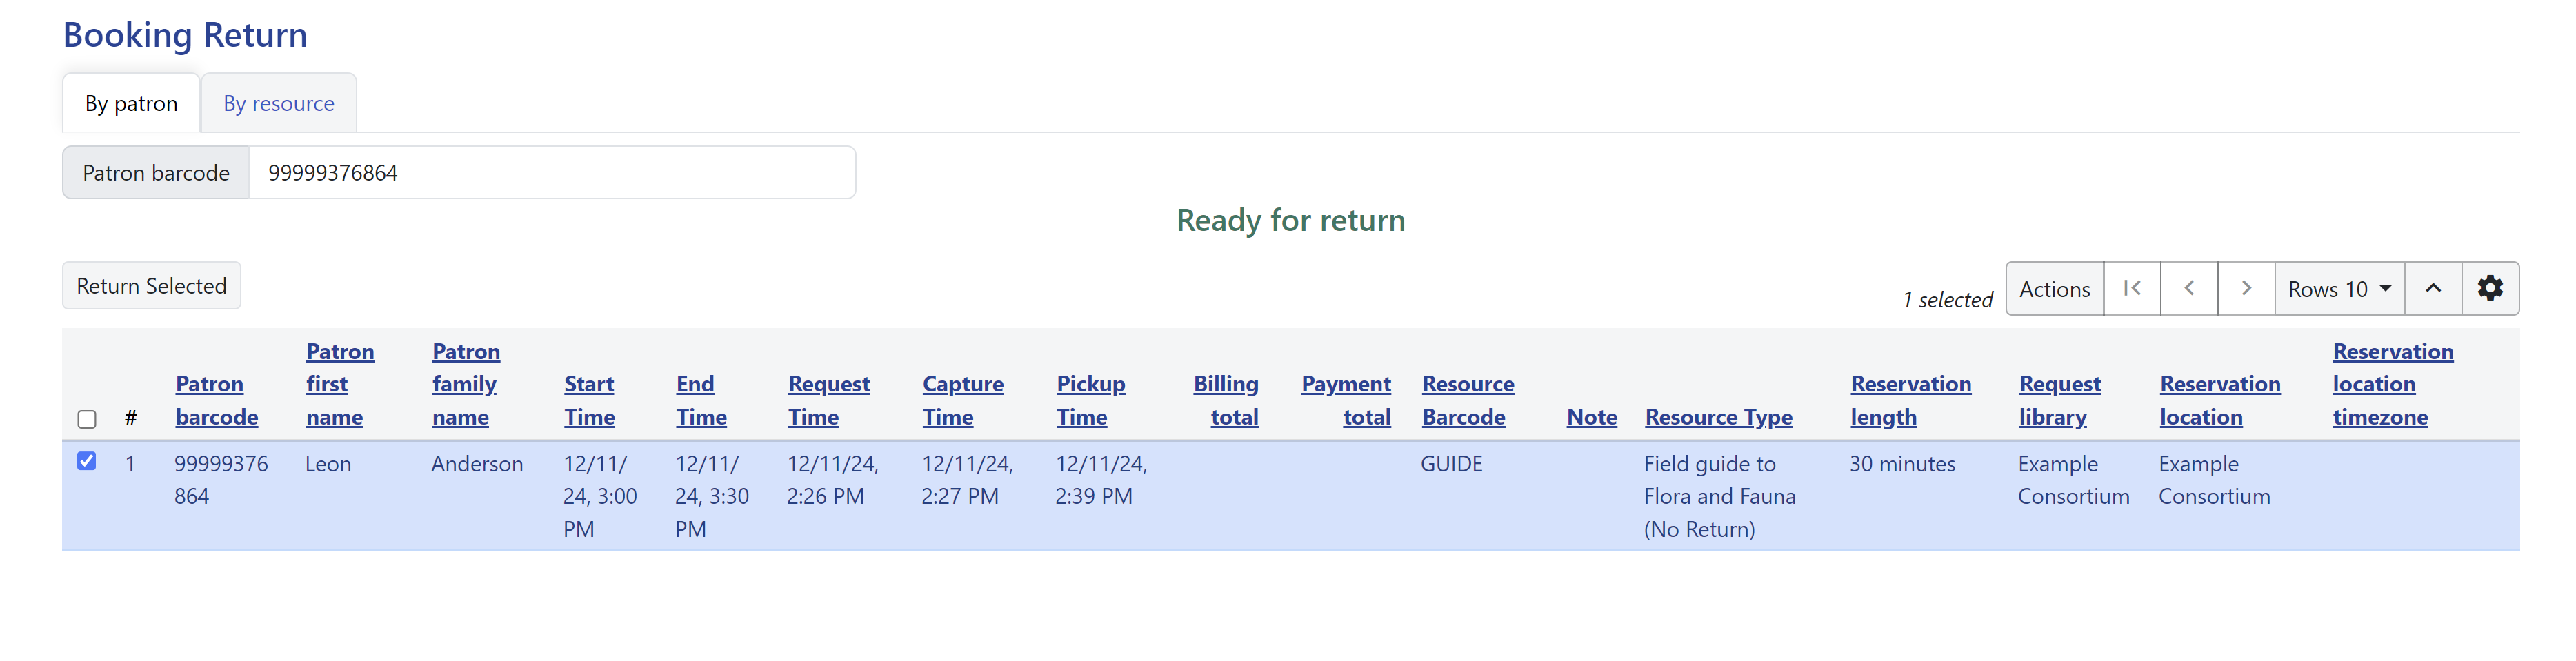 Booking Return
By patron By resource
Patron barcode 99999376864
Ready for return
Return Selected 1 selected Actions Rows 10
# Patron barcode Patron first name Patron family name Start Time End Time Request Time Capture Time Pickup Time Billing total Payment total Resource Barcode Note Resource Type Reservation length Request library Reservation location Reservation location timezone
1 99999376864 Leon Anderson 12/11/24, 3:00 PM 12/11/24, 3:30 PM 12/11/24, 2:26 PM 12/11/24, 2:27 PM 12/11/24, 2:39 PM GUIDE Field guide to Flora and Fauna (No Return) 30 minutes Example Consortium Example Consortium